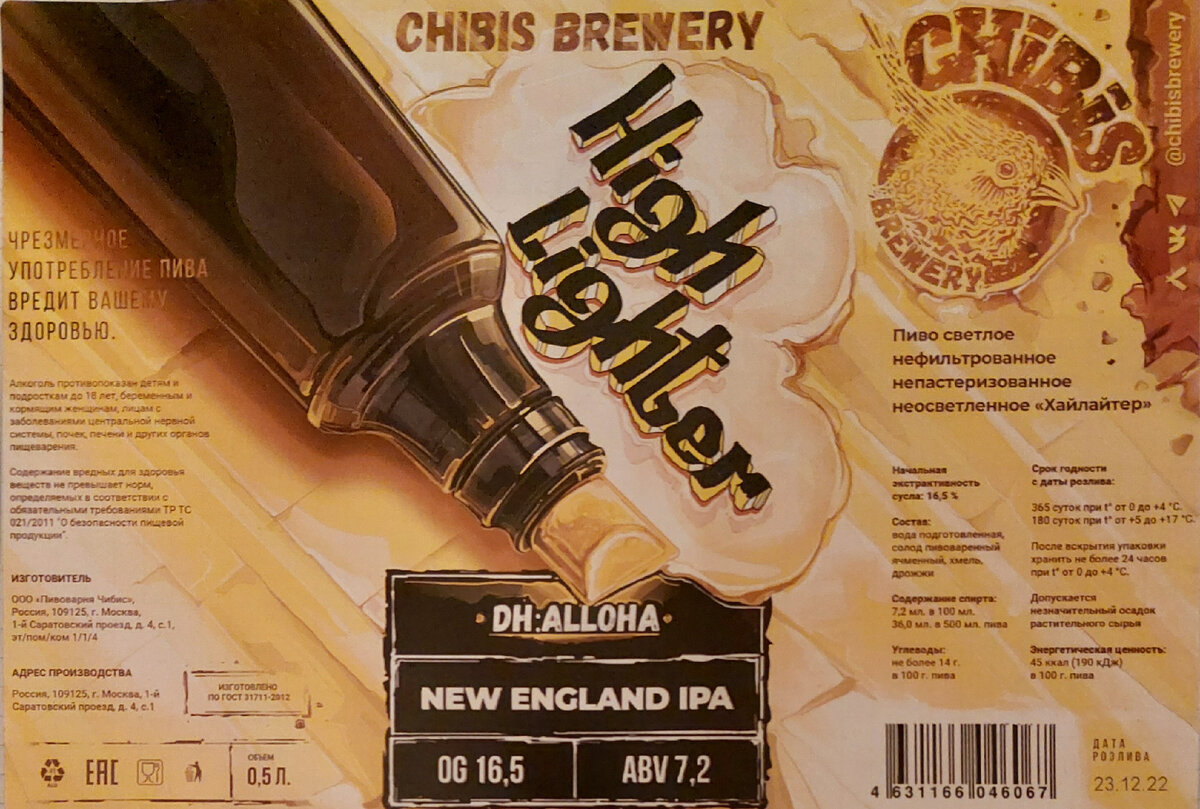 CHIBIS BREWERY
High
Lighter
CHIBIS
BREWERY
@chibisbrewery
ЧРЕЗМЕРНОЕ
УПОТРЕБЛЕНИЕ ПИВА
ВРЕДИТ ВАШЕМУ
ЗДОРОВЬЮ.
Алкоголь противопоказан детям и
подросткам до 18 лет, беременным и
кормящим женщинам, лицам с
заболеваниями центральной нервной
системы, почек, печени и других органов
пищеварения.
Содержание вредных для здоровья
веществ не превышает норм,
определяемых в соответствии с
обязательными требованиями ТР ТС
021/2011 "О безопасности пищевой
продукции".
ИЗГОТОВИТЕЛЬ
ООО «Пивоварня Чибис»,
Россия, 109125, г. Москва,
1-й Саратовский проезд, д. 4, с.1,
эт/пом/ком 1/1/4
АДРЕС ПРОИЗВОДСТВА
Россия, 109125, г. Москва, 1-й
Саратовский проезд, д. 4, с.1
ИЗГОТОВЛЕНО
ПО ГОСТ 31711-2012
EAC
ОБЪЕМ
0,5 Л.
DH:ALLOHA
NEW ENGLAND IPA
OG 16,5
ABV 7,2
Пиво светлое
нефильтрованное
непастеризованное
неосветленное «Хайлайтер»
Начальная
экстрактивность
сусла: 16,5 %
Состав:
вода подготовленная,
солод пивоваренный
ячменный, хмель,
дрожжи
Содержание спирта:
7,2 мл. в 100 мл.
36,0 мл. в 500 мл. пива
Углеводы:
не более 14 г.
в 100 г. пива
Срок годности
с даты розлива:
365 суток при t° от 0 до +4 °C.
180 суток при t° от +5 до +17 °C.
После вскрытия упаковки
хранить не более 24 часов
при t° от 0 до +4 °C.
Допускается
незначительный осадок
растительного сырья
Энергетическая ценность:
45 ккал (190 кДж)
в 100 г. пива
4 631166 046067
ДАТА
РОЗЛИВА
23.12.22